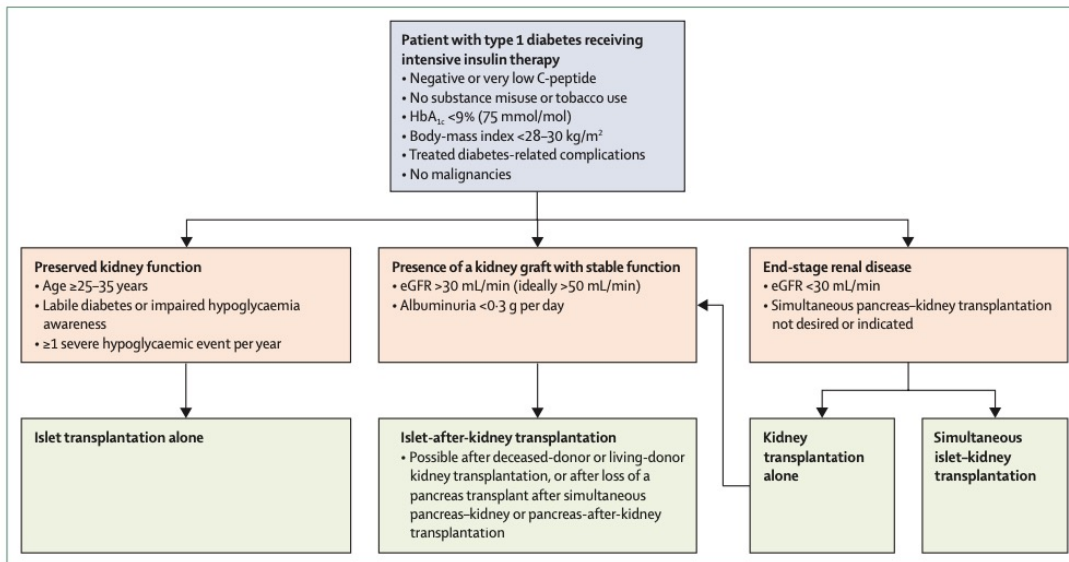 Patient with type 1 diabetes receiving
intensive insulin therapy
• Negative or very low C-peptide
• No substance misuse or tobacco use
• HbA1c <9% (75 mmol/mol)
• Body-mass index <28–30 kg/m²
• Treated diabetes-related complications
• No malignancies
Preserved kidney function
• Age ≥25–35 years
• Labile diabetes or impaired hypoglycaemia
awareness
• ≥1 severe hypoglycaemic event per year
Presence of a kidney graft with stable function
• eGFR >30 mL/min (ideally >50 mL/min)
• Albuminuria <0·3 g per day
End-stage renal disease
• eGFR <30 mL/min
• Simultaneous pancreas–kidney transplantation
not desired or indicated
Islet transplantation alone
Islet-after-kidney transplantation
• Possible after deceased-donor or living-donor
kidney transplantation, or after loss of a
pancreas transplant after simultaneous
pancreas–kidney or pancreas-after-kidney
transplantation
Kidney
transplantation
alone
Simultaneous
islet–kidney
transplantation